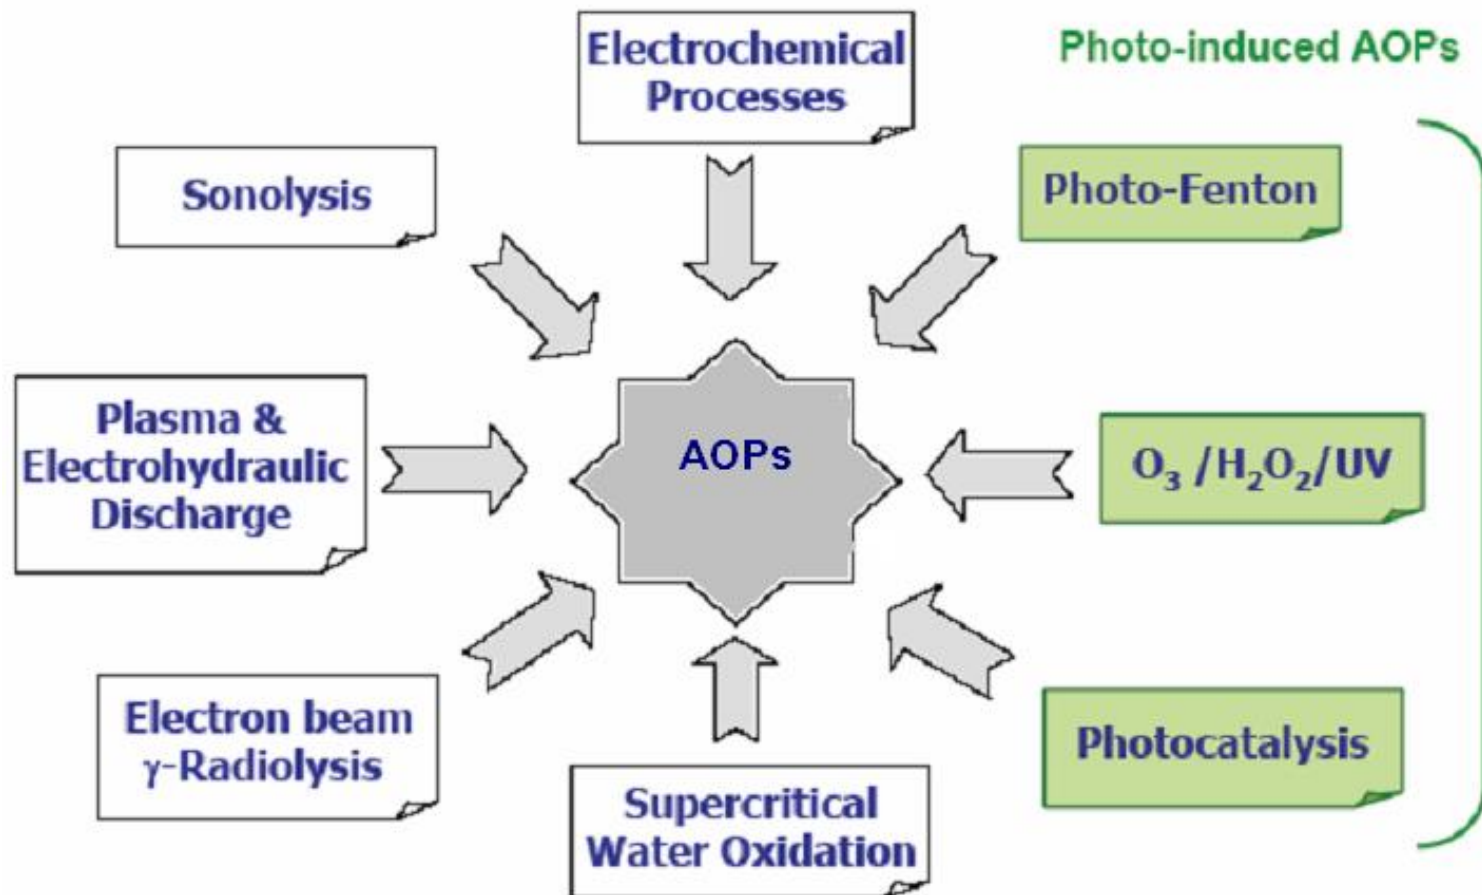 Electrochemical
Processes
Photo-induced AOPs
Sonolysis
Photo-Fenton
Plasma &
Electrohydraulic
Discharge
AOPs
O₃ /H₂O₂/UV
Electron beam
γ-Radiolysis
Photocatalysis
Supercritical
Water Oxidation